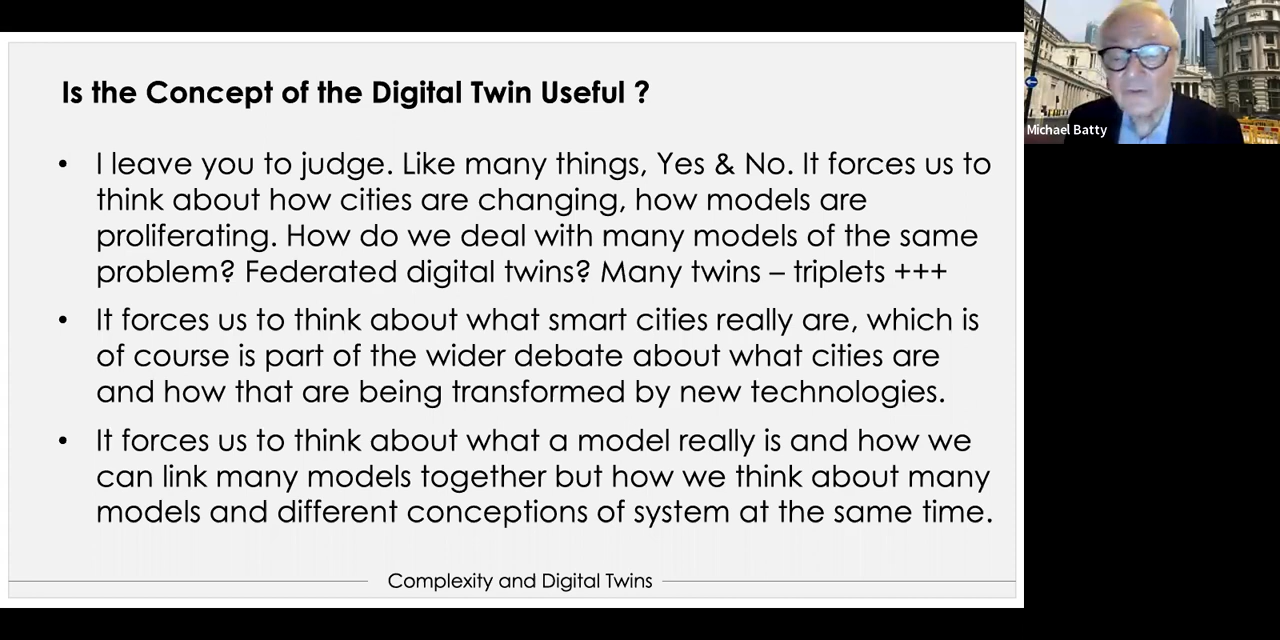 Is the Concept of the Digital Twin Useful ?
• I leave you to judge. Like many things, Yes & No. It forces us to
think about how cities are changing, how models are
proliferating. How do we deal with many models of the same
problem? Federated digital twins? Many twins – triplets +++
• It forces us to think about what smart cities really are, which is
of course is part of the wider debate about what cities are
and how that are being transformed by new technologies.
• It forces us to think about what a model really is and how we
can link many models together but how we think about many
models and different conceptions of system at the same time.
Complexity and Digital Twins
Michael Batty